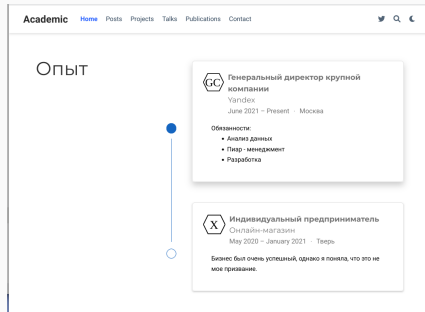 Academic Home Posts Projects Talks Publications Contact
Опыт
GC
Генеральный директор крупной
компании
Yandex
June 2021 – Present · Москва
Обязанности:
• Анализ данных
• Пиар - менеджмент
• Разработка
X
Индивидуальный предприниматель
Онлайн-магазин
May 2020 – January 2021 · Тверь
Бизнес был очень успешный, однако я поняла, что это не
мое призвание.